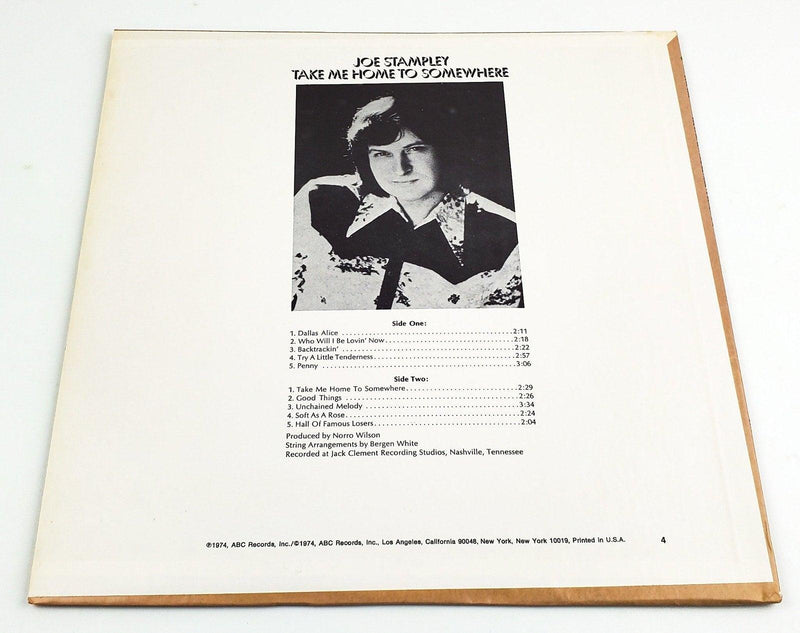 JOE STAMPLEY
TAKE ME HOME TO SOMEWHERE
Side One:
1. Dallas Alice ........................................2:11
2. Who Will I Be Lovin' Now..............................2:18
3. Backtrackin' ........................................2:22
4. Try A Little Tenderness..............................2:57
5. Penny ........................................3:06
Side Two:
1. Take Me Home To Somewhere..........................2:29
2. Good Things ........................................2:26
3. Unchained Melody ..................................3:34
4. Soft As A Rose........................................2:24
5. Hall Of Famous Losers................................2:04
Produced by Norro Wilson
String Arrangements by Bergen White
Recorded at Jack Clement Recording Studios, Nashville, Tennessee
℗1974, ABC Records, Inc./©1974, ABC Records, Inc., Los Angeles, California 90048, New York, New York 10019, Printed in U.S.A. 4